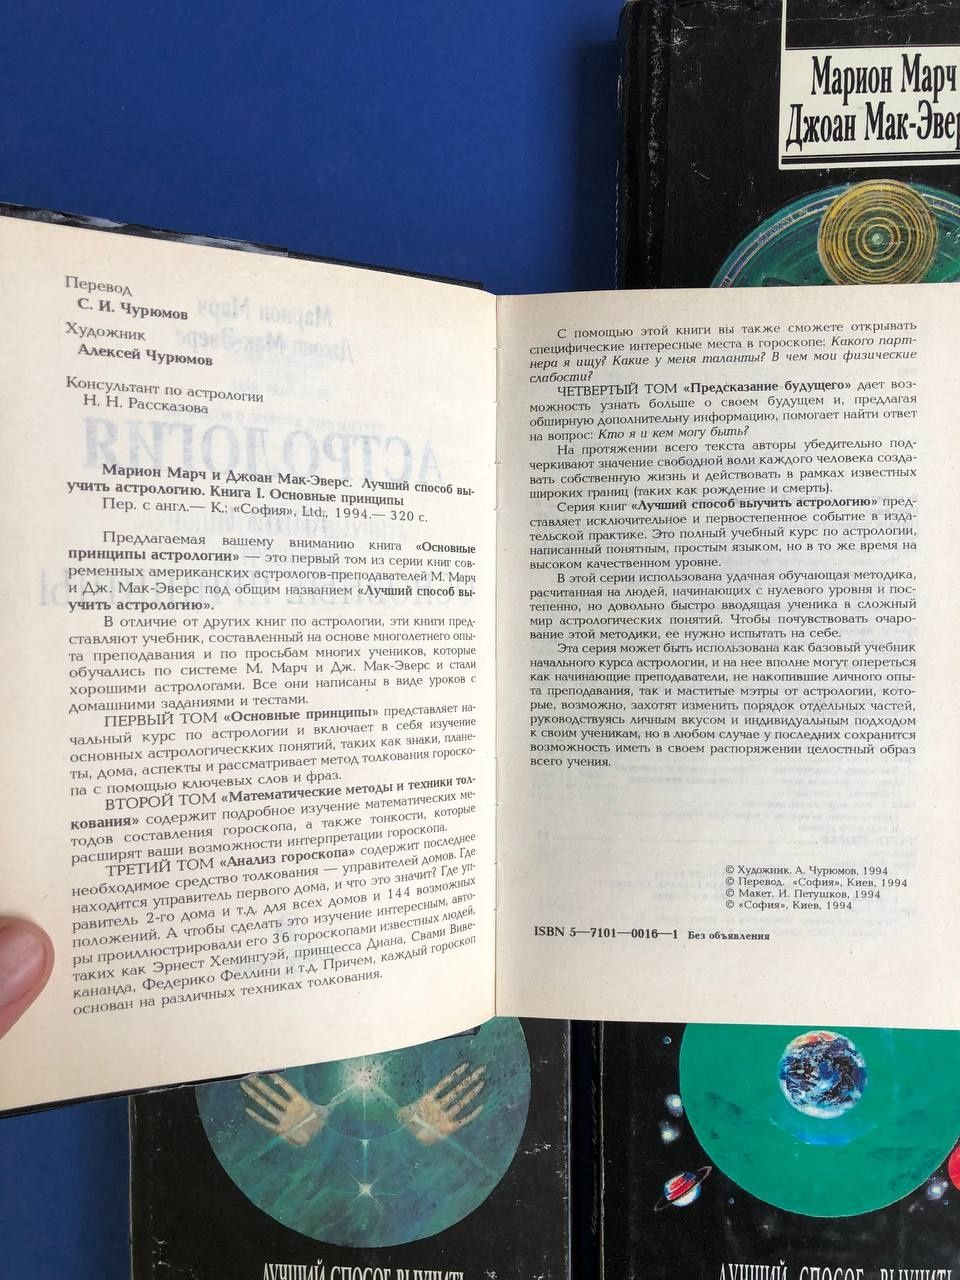 Марион Марч
Джоан Мак-Эвер
Перевод
С. И. Чурюмов
Художник
Алексей Чурюмов
Консультант по астрологии
Н. Н. Рассказова
Марион Марч и Джоан Мак-Эверс. Лучший способ вы-
учить астрологию. Книга I. Основные принципы
Пер. с англ.— К.: «София», Ltd., 1994.— 320 с.
Предлагаемая вашему вниманию книга «Основные
принципы астрологии» — это первый том из серии книг со-
временных американских астрологов-преподавателей М. Марч
и Дж. Мак-Эверс под общим названием «Лучший способ вы-
учить астрологию».
В отличие от других книг по астрологии, эти книги пред-
ставляют учебник, составленный на основе многолетнего опы-
та преподавания и по просьбам многих учеников, которые
обучались по системе М. Марч и Дж. Мак-Эверс и стали
хорошими астрологами. Все они написаны в виде уроков с
домашними заданиями и тестами.
ПЕРВЫЙ ТОМ «Основные принципы» представляет на-
чальный курс по астрологии и включает в себя изучение
основных астрологическких понятий, таких как знаки, плане-
ты, дома, аспекты и рассматривает метод толкования гороско-
па с помощью ключевых слов и фраз.
ВТОРОЙ ТОМ «Математические методы и техники тол-
кования» содержит подробное изучение математических ме-
тодов составления гороскопа, а также тонкости, которые
расширят ваши возможности интерпретации гороскопа.
ТРЕТИЙ ТОМ «Анализ гороскопа» содержит последнее
необходимое средство толкования — управителей домов. Где
находится управитель первого дома, и что это значит? Где уп-
равитель 2-го дома и т.д. для всех домов и 144 возможных
положений. А чтобы сделать это изучение интересным, авто-
ры проиллюстрировали его 36 гороскопами известных людей,
таких как Эрнест Хемингуэй, принцесса Диана, Свами Виве-
кананда, Федерико Феллини и т.д. Причем, каждый гороскоп
основан на различных техниках толкования.
С помощью этой книги вы также сможете открывать
специфические интересные места в гороскопе: Какого парт-
нера я ищу? Какие у меня таланты? В чем мои физические
слабости?
ЧЕТВЕРТЫЙ ТОМ «Предсказание будущего» дает воз-
можность узнать больше о своем будущем и, предлагая
обширную дополнительну информацию, помогает найти ответ
на вопрос: Кто я и кем могу быть?
На протяжении всего текста авторы убедительно под-
черкивают значение свободной воли каждого человека созда-
вать собственную жизнь и действовать в рамках известных
широких границ (таких как рождение и смерть).
Серия книг «Лучший способ выучить астрологию» пред-
ставляет исключительное и первостепенное событие в изда-
тельской практике. Это полный учебный курс по астрологии,
написанный понятным, простым языком, но в то же время на
высоком качественном уровне.
В этой серии использована удачная обучающая методика,
расчитанная на людей, начинающих с нулевого уровня и пос-
тепенно, но довольно быстро вводящая ученика в сложный
мир астрологических понятий. Чтобы почувствовать очаро-
вание этой методики, ее нужно испытать на себе.
Эта серия может быть использована как базовый учебник
начального курса астрологии, и на нее вполне могут опереться
как начинающие преподаватели, не накопившие личного опы-
та преподавания, так и маститые мэтры от астрологии, кото-
рые, возможно, захотят изменить порядок отдельных частей,
руководствуясь личным вкусом и индивидуальным подходом
к своим ученикам, но в любом случае у последних сохранится
возможность иметь в своем распоряжении целостный образ
всего учения.
© Художник. А. Чурюмов, 1994
© Перевод. «София», Киев, 1994
© Макет. И. Петушков, 1994
© «София», Киев, 1994
ISBN 5—7101—0016—1 Без объявления
ЛУЧШИЙ СПОСОБ ВЫУЧИТЬ
ЛУЧШИЙ СПОСОБ ВЫУЧИТЬ